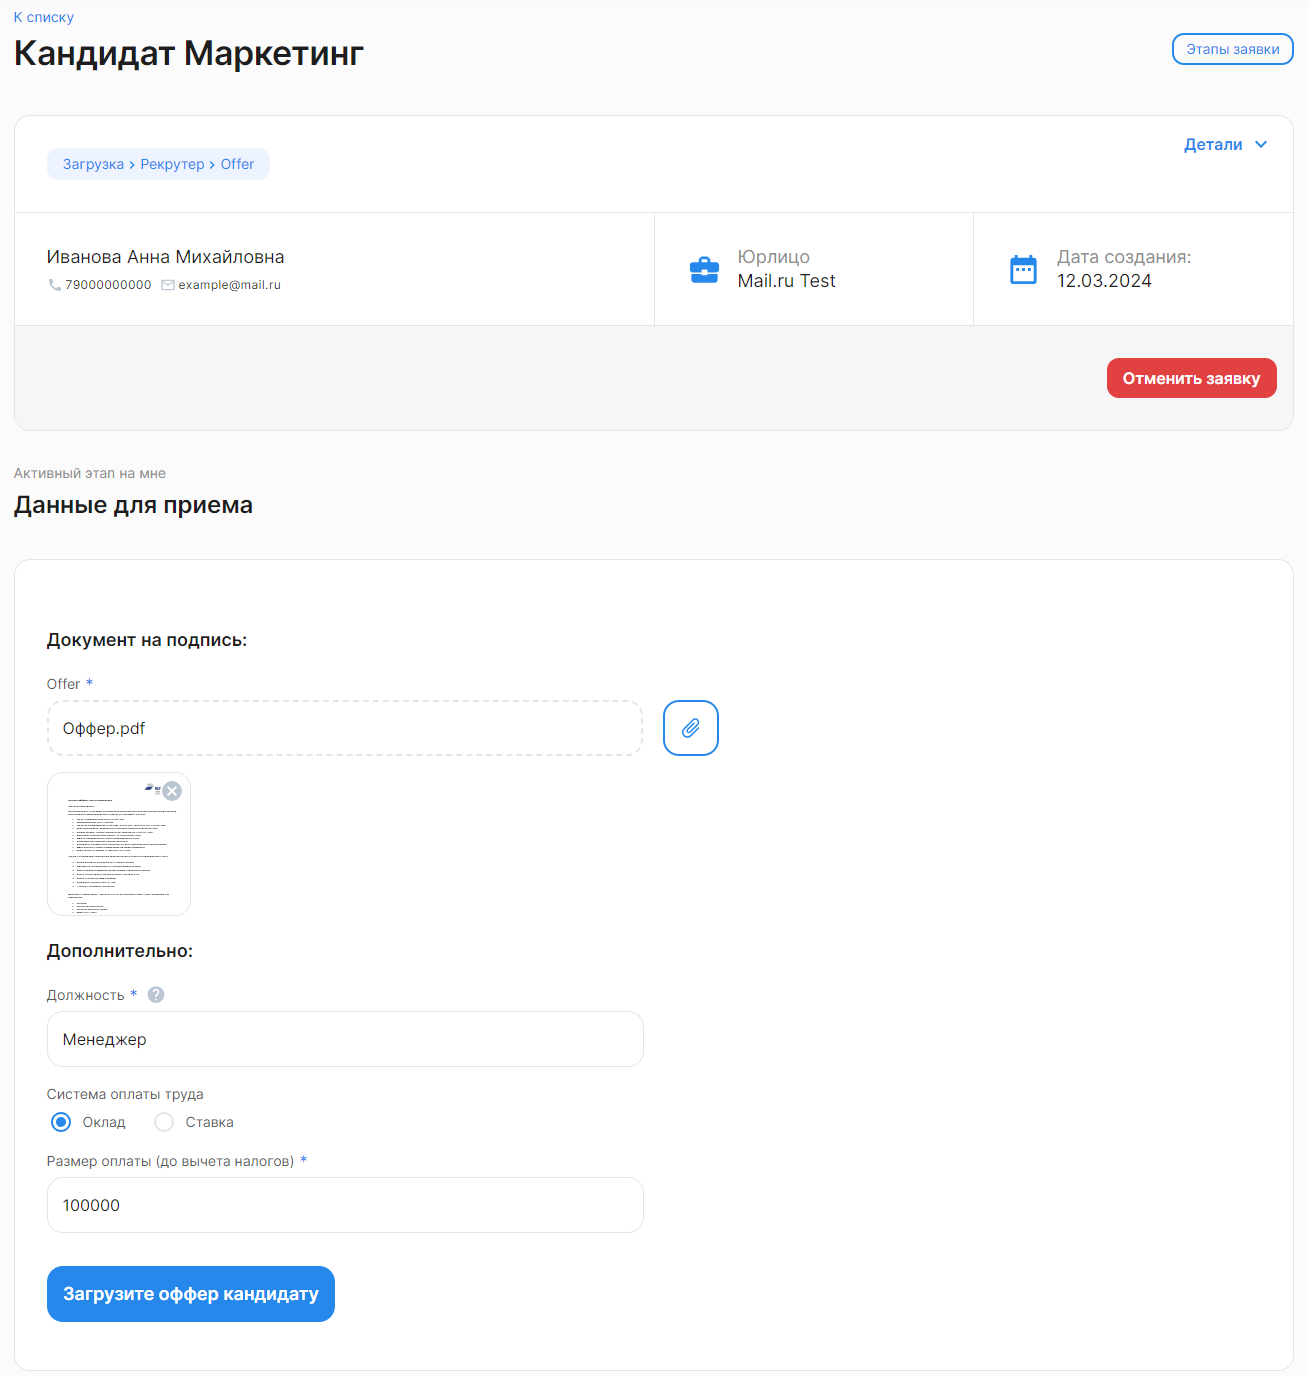 К списку
Кандидат Маркетинг
Этапы заявки
Детали
Загрузка › Рекрутер › Offer
Иванова Анна Михайловна
79000000000 example@mail.ru
Юрлицо
Mail.ru Test
Дата создания:
12.03.2024
Отменить заявку
Активный этап на мне
Данные для приема
Документ на подпись:
Offer *
Оффер.pdf
Дополнительно:
Должность * ?
Менеджер
Система оплаты труда
Оклад Ставка
Размер оплаты (до вычета налогов) *
100000
Загрузите оффер кандидату